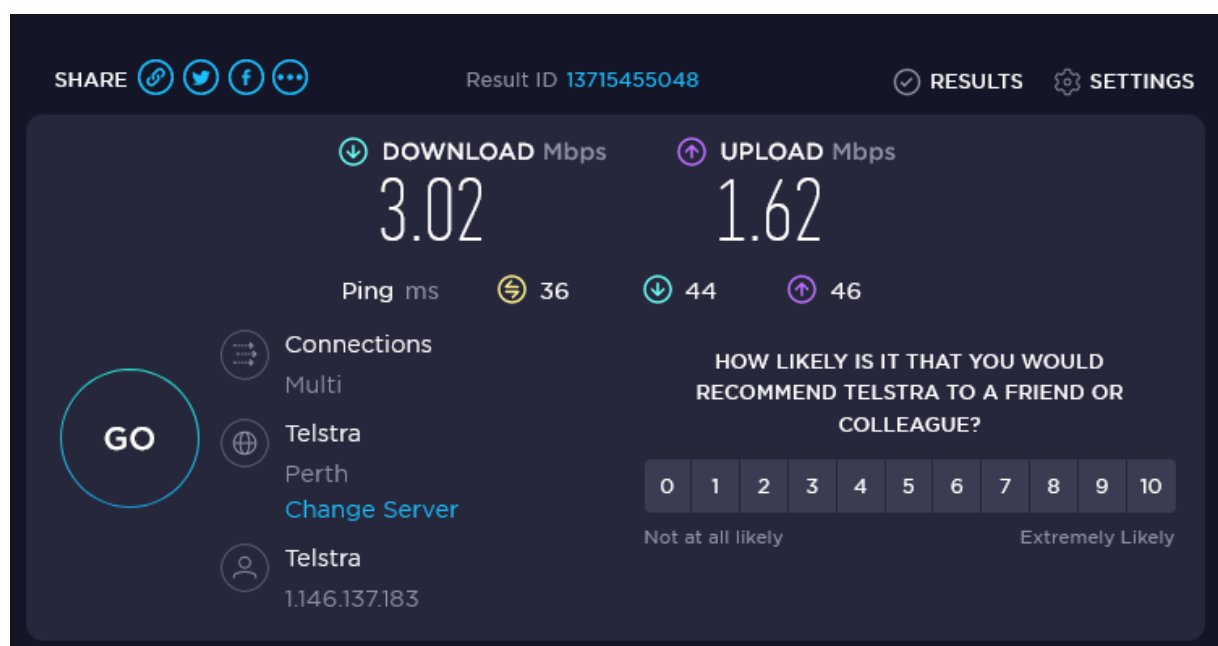 SHARE Result ID 13715455048 RESULTS SETTINGS
DOWNLOAD Mbps UPLOAD Mbps
3.02 1.62
Ping ms 36 44 46
Connections
Multi
Telstra
Perth
Change Server
Telstra
1.146.137.183
GO
HOW LIKELY IS IT THAT YOU WOULD
RECOMMEND TELSTRA TO A FRIEND OR
COLLEAGUE?
0 1 2 3 4 5 6 7 8 9 10
Not at all likely Extremely Likely